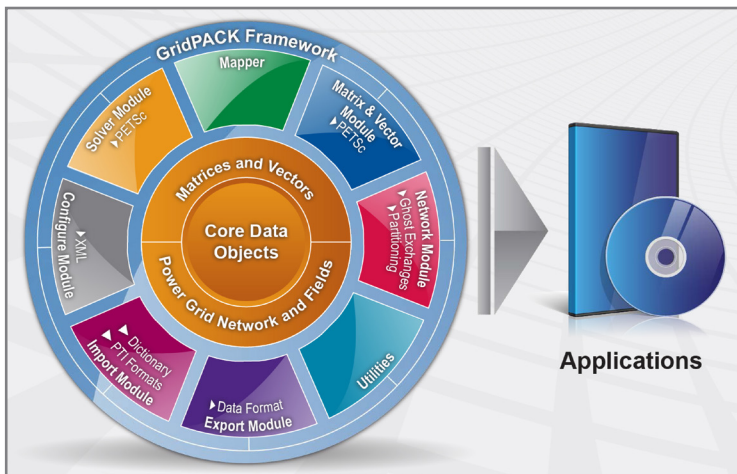 GridPACK Framework
Mapper
Matrix & Vector
Module
▸PETSc
Network Module
▸Ghost Exchanges
▸Partitioning
Utilities
▸Data Format
Export Module
◀ Dictionary
◀ PTI Formats
Import Module
Configure Module
▸XML
Solver Module
▸PETSc
Matrices and Vectors
Core Data
Objects
Power Grid Network and Fields
Applications